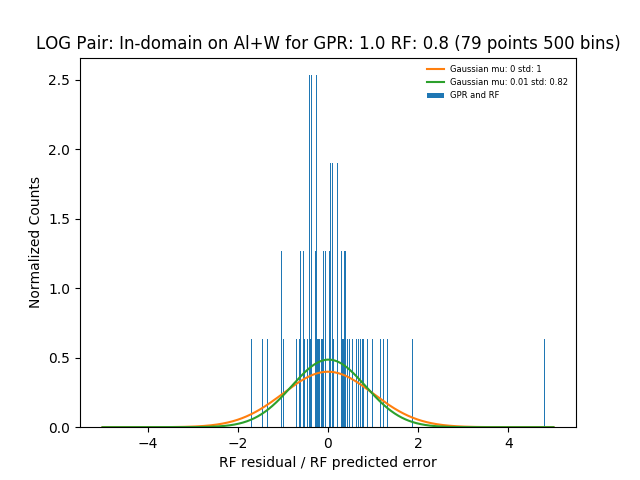 LOG Pair: In-domain on Al+W for GPR: 1.0 RF: 0.8 (79 points 500 bins)
Gaussian mu: 0 std: 1
Gaussian mu: 0.01 std: 0.82
GPR and RF
Normalized Counts
2.5
2.0
1.5
1.0
0.5
0.0
−4
−2
0
2
4
RF residual / RF predicted error